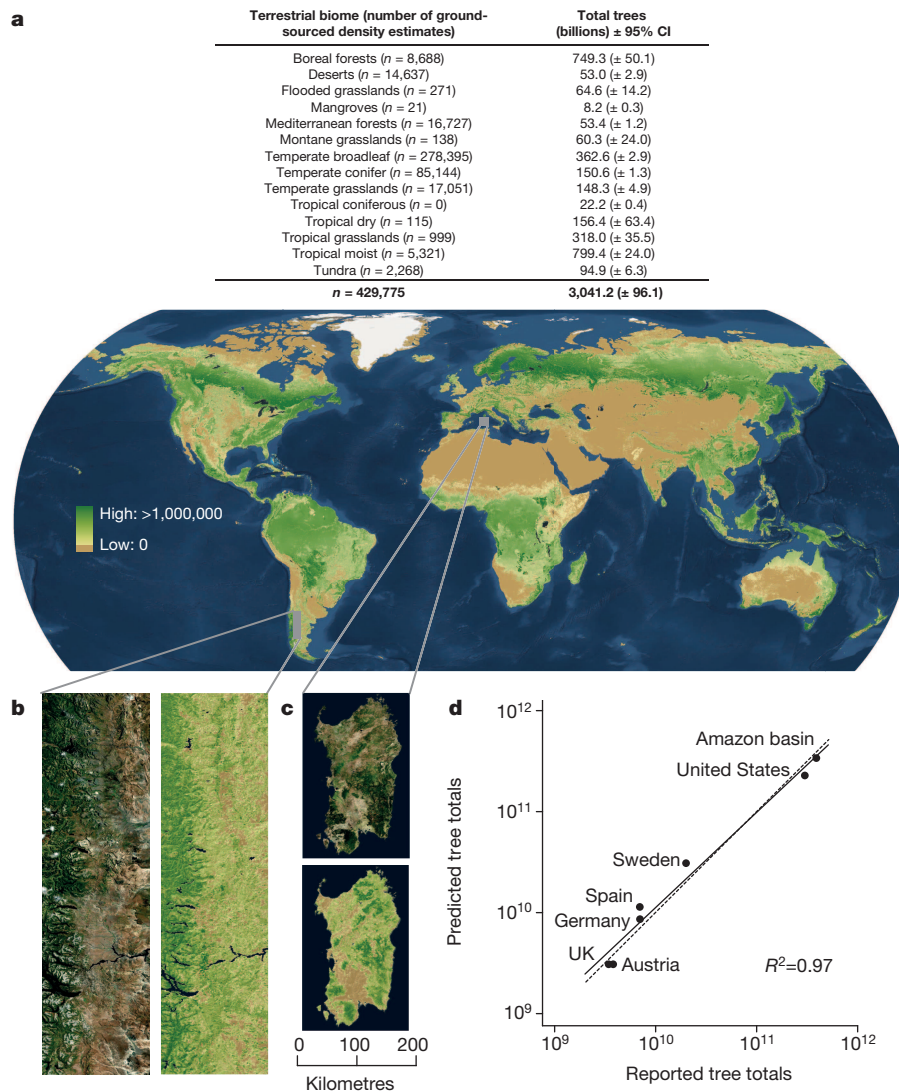 a
Terrestrial biome (number of ground-
sourced density estimates)
Total trees
(billions) ± 95% CI
Boreal forests (n = 8,688) 749.3 (± 50.1)
Deserts (n = 14,637) 53.0 (± 2.9)
Flooded grasslands (n = 271) 64.6 (± 14.2)
Mangroves (n = 21) 8.2 (± 0.3)
Mediterranean forests (n = 16,727) 53.4 (± 1.2)
Montane grasslands (n = 138) 60.3 (± 24.0)
Temperate broadleaf (n = 278,395) 362.6 (± 2.9)
Temperate conifer (n = 85,144) 150.6 (± 1.3)
Temperate grasslands (n = 17,051) 148.3 (± 4.9)
Tropical coniferous (n = 0) 22.2 (± 0.4)
Tropical dry (n = 115) 156.4 (± 63.4)
Tropical grasslands (n = 999) 318.0 (± 35.5)
Tropical moist (n = 5,321) 799.4 (± 24.0)
Tundra (n = 2,268) 94.9 (± 6.3)
n = 429,775 3,041.2 (± 96.1)
High: >1,000,000
Low: 0
b
c
0 100 200
Kilometres
d
Predicted tree totals
10¹²
10¹¹
10¹⁰
10⁹
Amazon basin
United States
Sweden
Spain
Germany
UK
Austria
R²=0.97
10⁹ 10¹⁰ 10¹¹ 10¹²
Reported tree totals